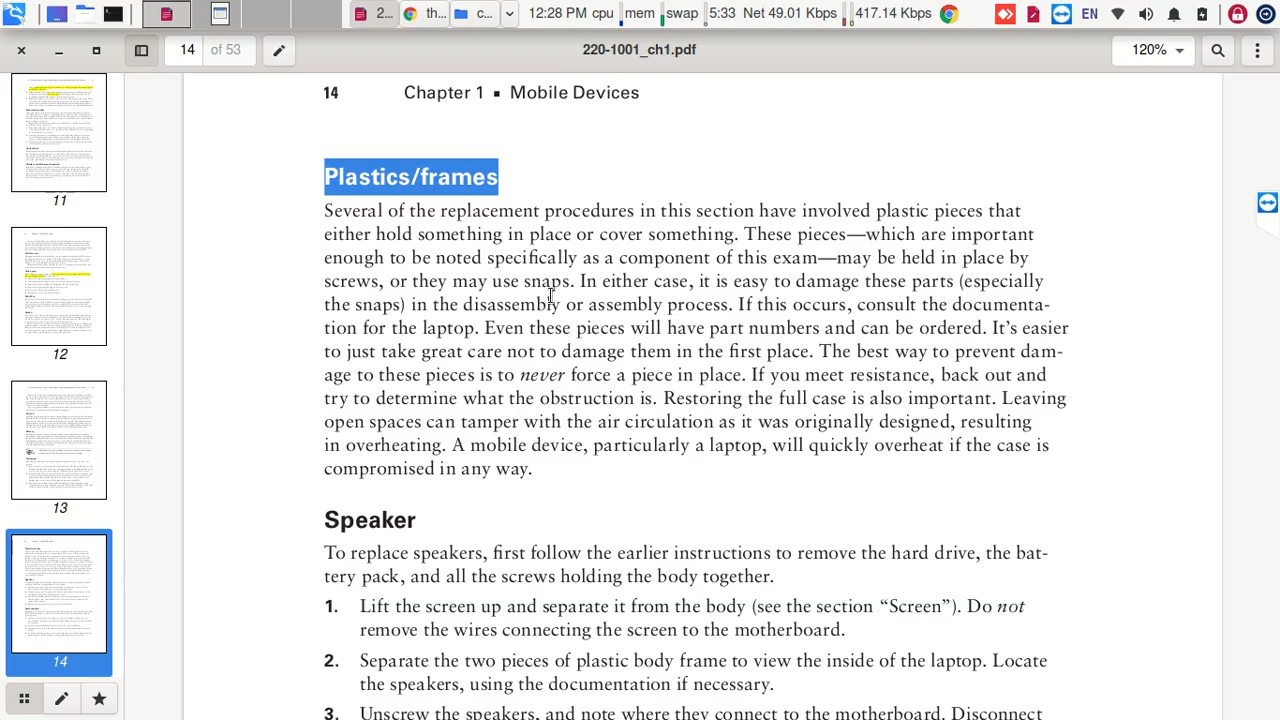 2...
th...
c...
12:28 PM cpu
mem
swap
5:33 Net 49.01 Kbps
417.14 Kbps
EN
14 of 53
220-1001_ch1.pdf
120%
11
12
13
14
14 Chapter 1 Mobile Devices
Plastics/frames
Several of the replacement procedures in this section have involved plastic pieces that
either hold something in place or cover something. These pieces—which are important
enough to be noted specifically as a component of this exam—may be held in place by
screws, or they may use snaps. In either case, it is easy to damage these parts (especially
the snaps) in the disassembly or assembly process. If this occurs, consult the documenta-
tion for the laptop. Even these pieces will have part numbers and can be ordered. It's easier
to just take great care not to damage them in the first place. The best way to prevent dam-
age to these pieces is to never force a piece in place. If you meet resistance, back out and
try to determine what the obstruction is. Restoring the full case is also important. Leaving
open spaces can tamper with the air circulation as it was originally designed, resulting
in overheating. A mobile device, particularly a laptop, will quickly overheat if the case is
compromised in any way.
Speaker
To replace speakers, first follow the earlier instructions to remove the hard drive, the bat-
tery pack, and all the screws holding the body together.
1. Lift the screen up and separate it from the body (see the section “Screen”). Do not
remove the wires connecting the screen to the motherboard.
2. Separate the two pieces of plastic body frame to view the inside of the laptop. Locate
the speakers, using the documentation if necessary.
3. Unscrew the speakers, and note where they connect to the motherboard. Disconnect